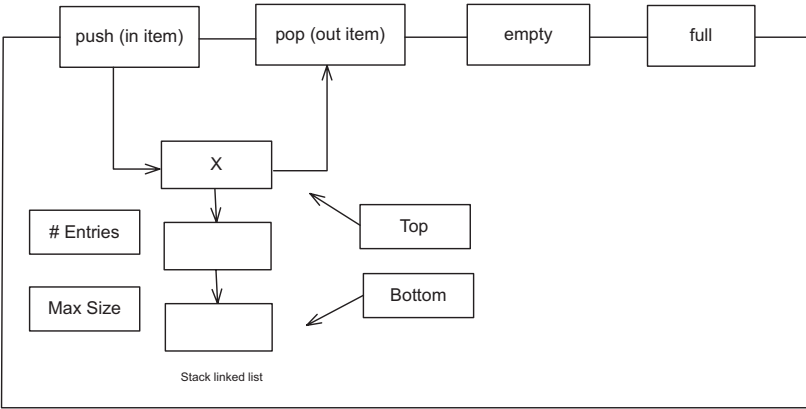 push (in item)
pop (out item)
empty
full
X
# Entries
Top
Max Size
Bottom
Stack linked list